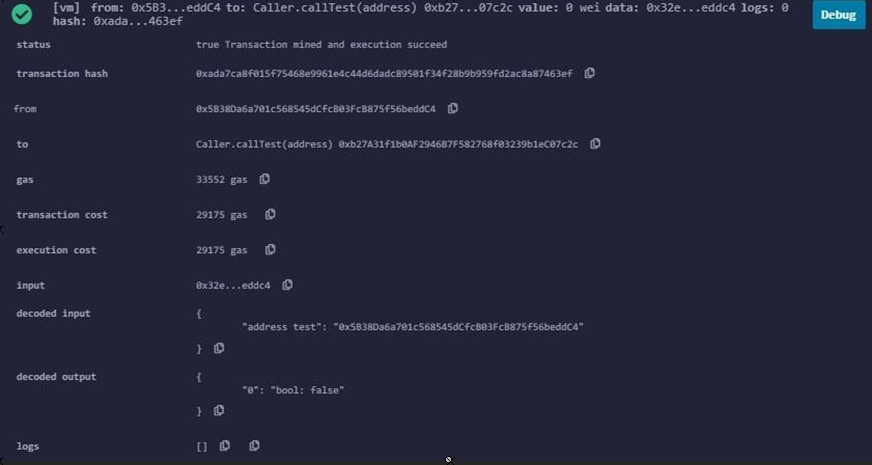 [vm] from: 0x5B3...eddC4 to: Caller.callTest(address) 0xb27...07c2c value: 0 wei data: 0x32e...eddc4 logs: 0
hash: 0xada...463ef
Debug
status true Transaction mined and execution succeed
transaction hash 0xada7ca8f015f75468e9961e4c44d6dadc89501f34f28b9b959fd2ac8a87463ef
from 0x5B38Da6a701c568545dCfcB03FcB875f56beddC4
to Caller.callTest(address) 0xb27A31f1b0AF2946B7F582768f03239b1eC07c2c
gas 33552 gas
transaction cost 29175 gas
execution cost 29175 gas
input 0x32e...eddc4
decoded input {
"address test": "0x5B38Da6a701c568545dCfcB03FcB875f56beddC4"
}
decoded output {
"0": "bool: false"
}
logs []